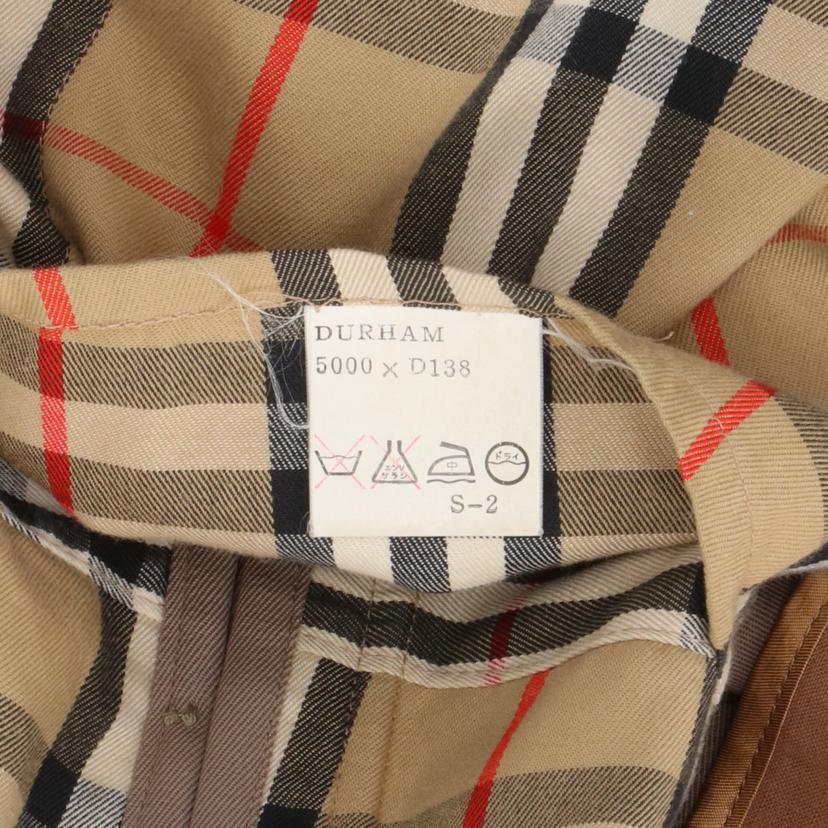 DURHAM
5000 × D138
エンソ
サラシ
中
ドライ
S-2